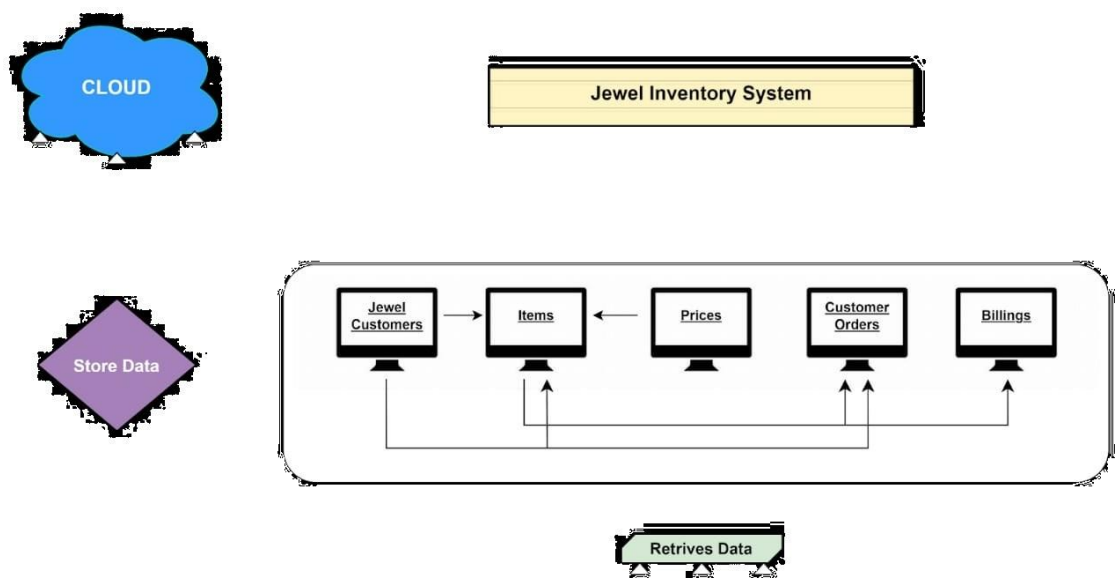 CLOUD
Jewel Inventory System
Jewel
Customers
Items
Prices
Customer
Orders
Billings
Store Data
Retrives Data